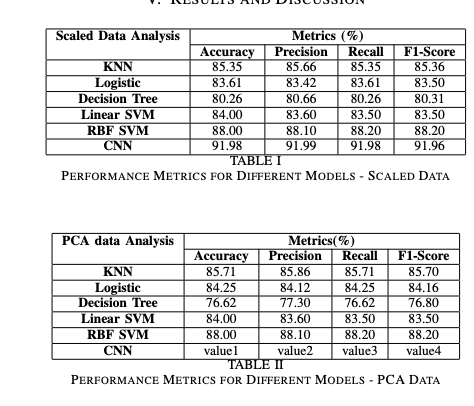 V. RESULTS AND DISCUSSION
Scaled Data Analysis Metrics (%)
Accuracy Precision Recall F1-Score
KNN 85.35 85.66 85.35 85.36
Logistic 83.61 83.42 83.61 83.50
Decision Tree 80.26 80.66 80.26 80.31
Linear SVM 84.00 83.60 83.50 83.50
RBF SVM 88.00 88.10 88.20 88.20
CNN 91.98 91.99 91.98 91.96
TABLE I
PERFORMANCE METRICS FOR DIFFERENT MODELS - SCALED DATA
PCA data Analysis Metrics(%)
Accuracy Precision Recall F1-Score
KNN 85.71 85.86 85.71 85.70
Logistic 84.25 84.12 84.25 84.16
Decision Tree 76.62 77.30 76.62 76.80
Linear SVM 84.00 83.60 83.50 83.50
RBF SVM 88.00 88.10 88.20 88.20
CNN value1 value2 value3 value4
TABLE II
PERFORMANCE METRICS FOR DIFFERENT MODELS - PCA DATA